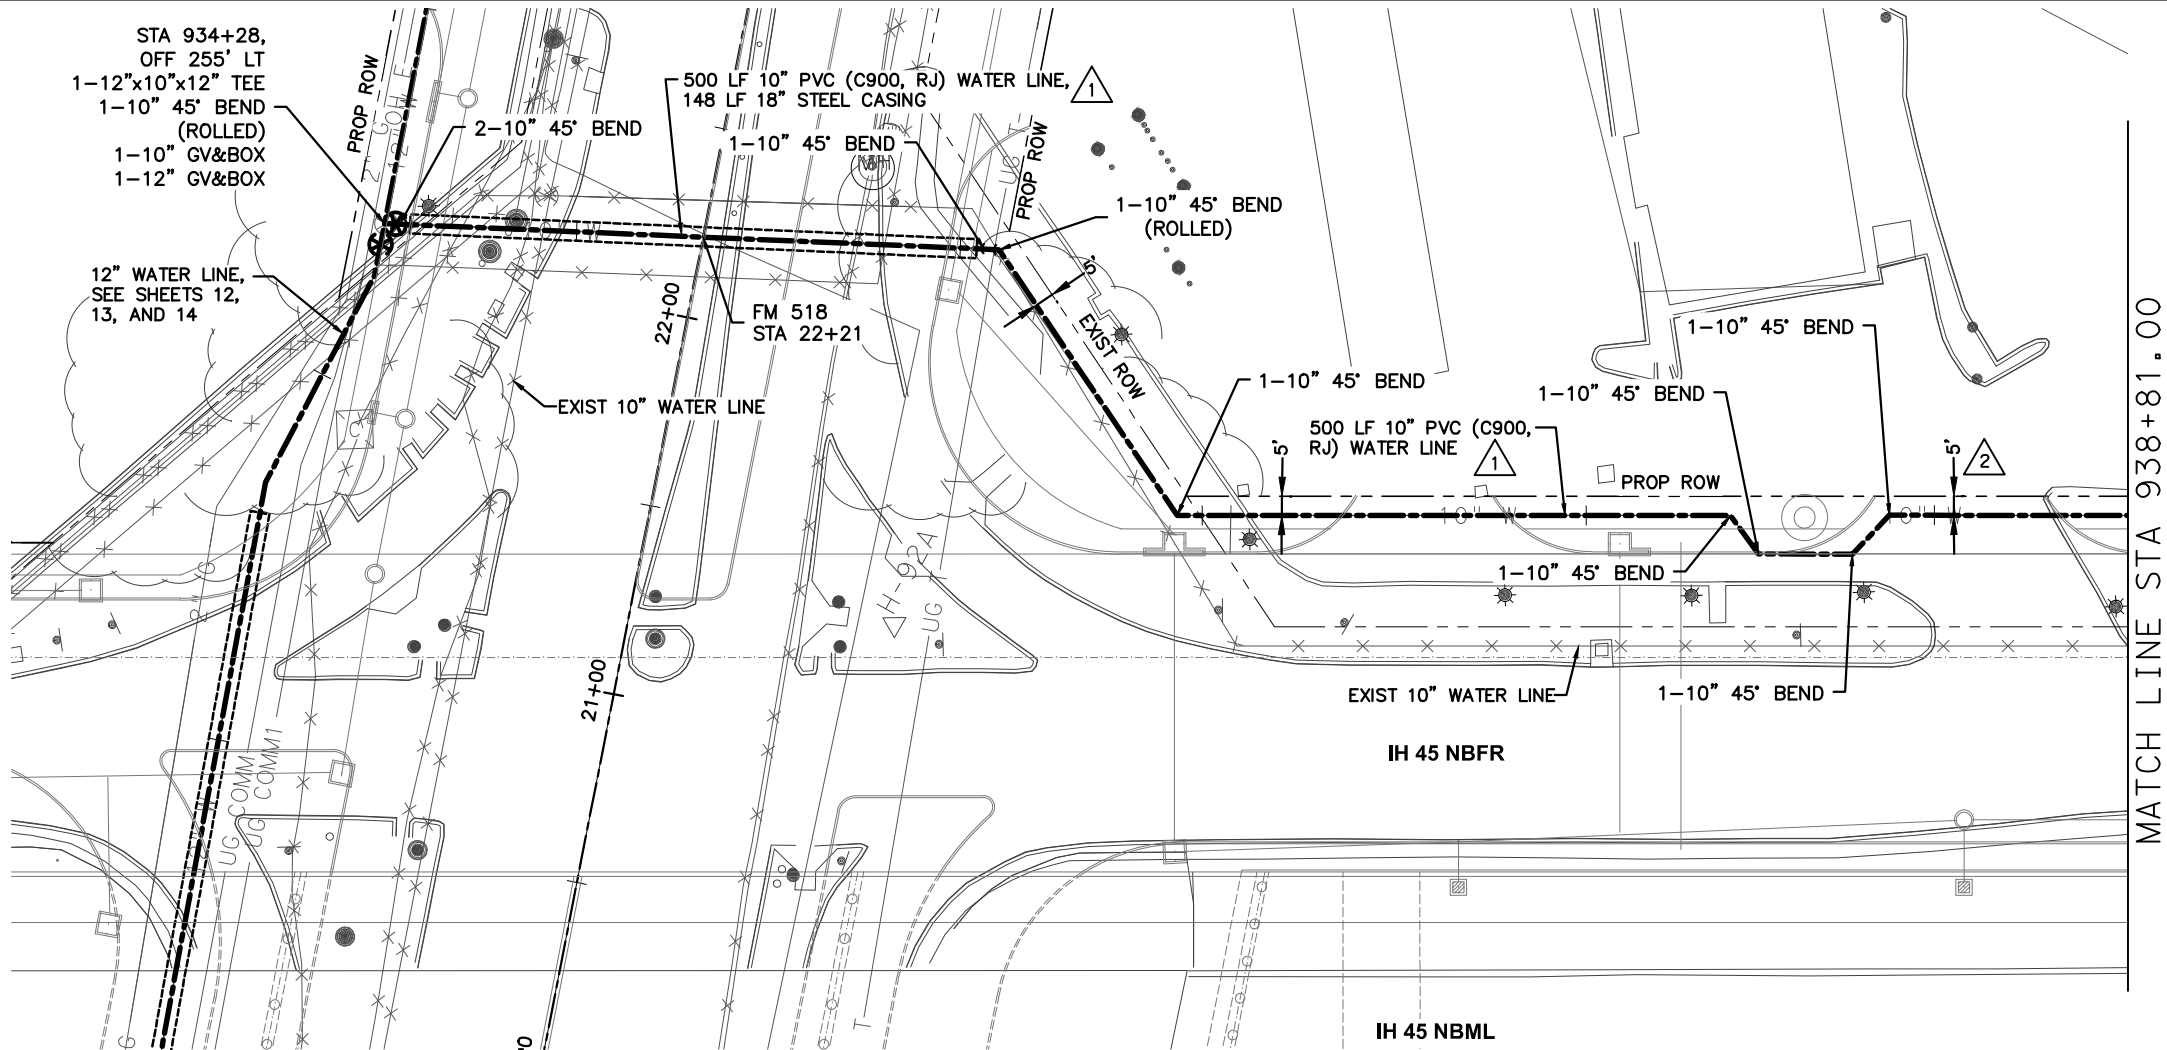 STA 934+28,
OFF 255' LT
1-12"x10"x12" TEE
1-10" 45° BEND
(ROLLED)
1-10" GV&BOX
1-12" GV&BOX
PROP ROW
2-10" 45° BEND
500 LF 10" PVC (C900, RJ) WATER LINE,
148 LF 18" STEEL CASING
1
1-10" 45° BEND
PROP ROW
1-10" 45° BEND
(ROLLED)
12" WATER LINE,
SEE SHEETS 12,
13, AND 14
22+00
FM 518
STA 22+21
5'
EXIST ROW
EXIST 10" WATER LINE
1-10" 45° BEND
1-10" 45° BEND
1-10" 45° BEND
500 LF 10" PVC (C900,
RJ) WATER LINE
1
5'
PROP ROW
5'
2
10" W
1-10" 45° BEND
H-92A
UG
UG
21+00
EXIST 10" WATER LINE
1-10" 45° BEND
IH 45 NBFR
UG COMM1
UG COMM1
T
G
IH 45 NBML
MATCH LINE STA 938+81.00